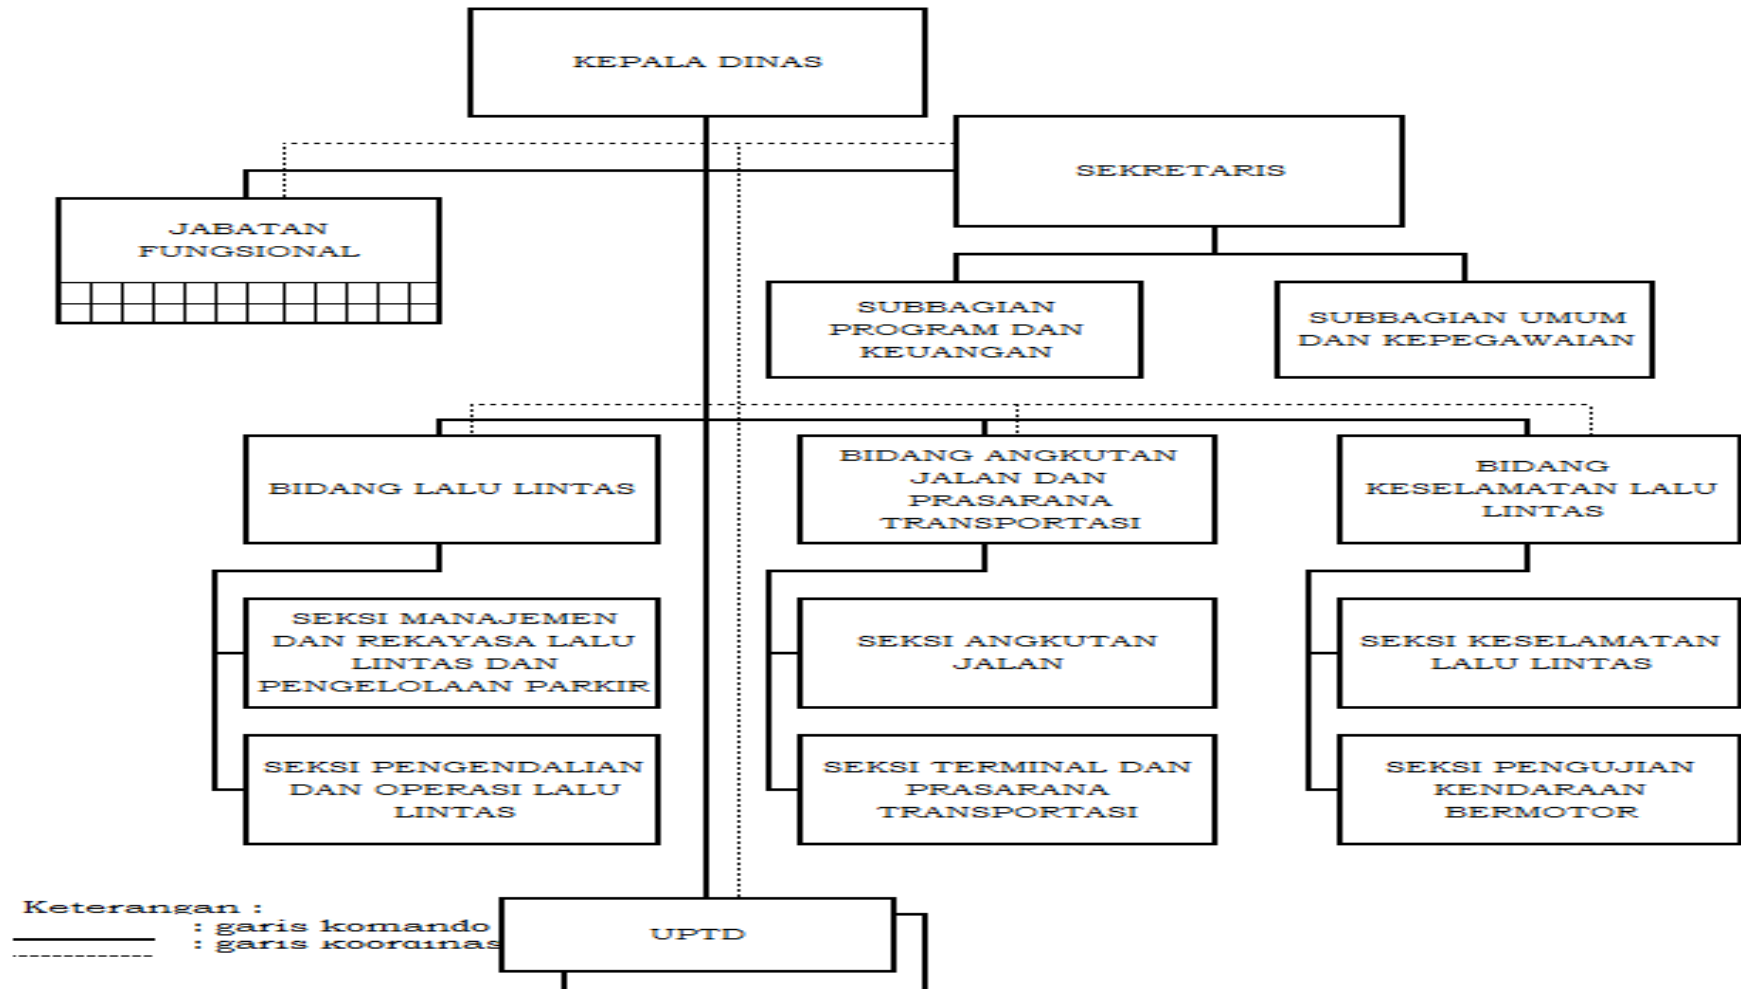 KEPALA DINAS
SEKRETARIS
JABATAN
FUNGSIONAL
SUBBAGIAN
PROGRAM DAN
KEUANGAN
SUBBAGIAN UMUM
DAN KEPEGAWAIAN
BIDANG LALU LINTAS
BIDANG ANGKUTAN
JALAN DAN
PRASARANA
TRANSPORTASI
BIDANG
KESELAMATAN LALU
LINTAS
SEKSI MANAJEMEN
DAN REKAYASA LALU
LINTAS DAN
PENGELOLAAN PARKIR
SEKSI ANGKUTAN
JALAN
SEKSI KESELAMATAN
LALU LINTAS
SEKSI PENGENDALIAN
DAN OPERASI LALU
LINTAS
SEKSI TERMINAL DAN
PRASARANA
TRANSPORTASI
SEKSI PENGUJIAN
KENDARAAN
BERMOTOR
Keterangan :
: garis komando
: garis koordinas
UPTD